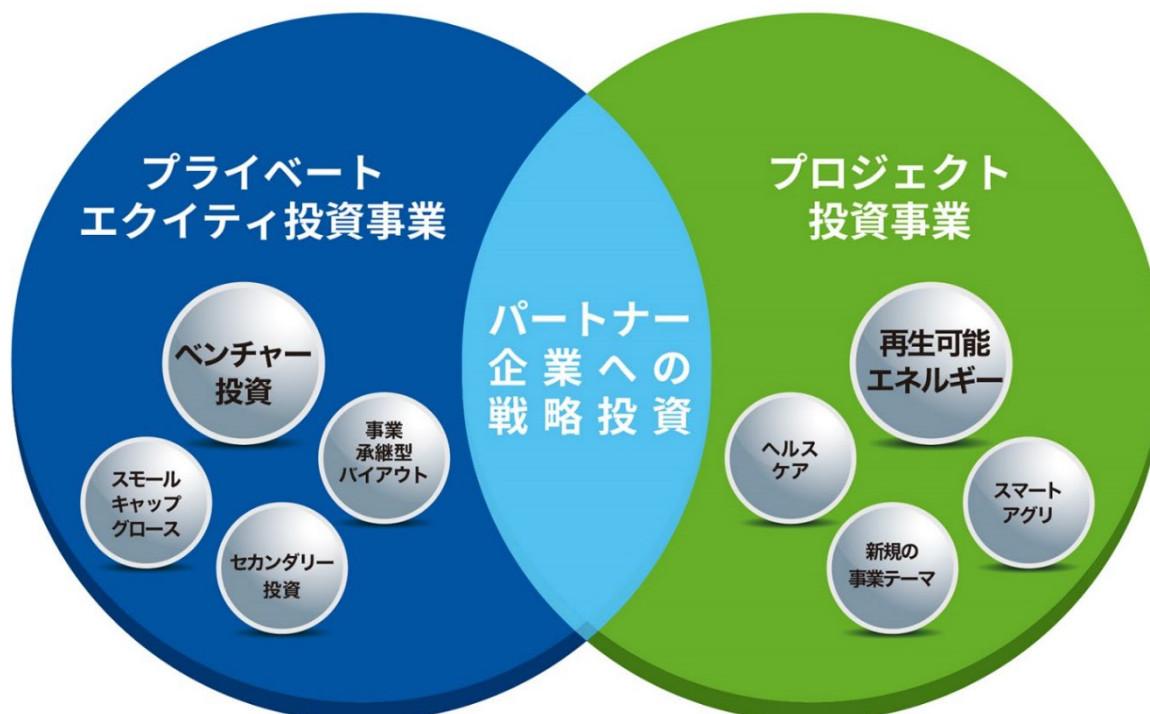 プライベート
エクイティ投資事業
ベンチャー
投資
事業
承継型
バイアウト
スモール
キャップ
グロース
セカンダリー
投資
パートナー
企業への
戦略投資
プロジェクト
投資事業
再生可能
エネルギー
ヘルス
ケア
スマート
アグリ
新規の
事業テーマ